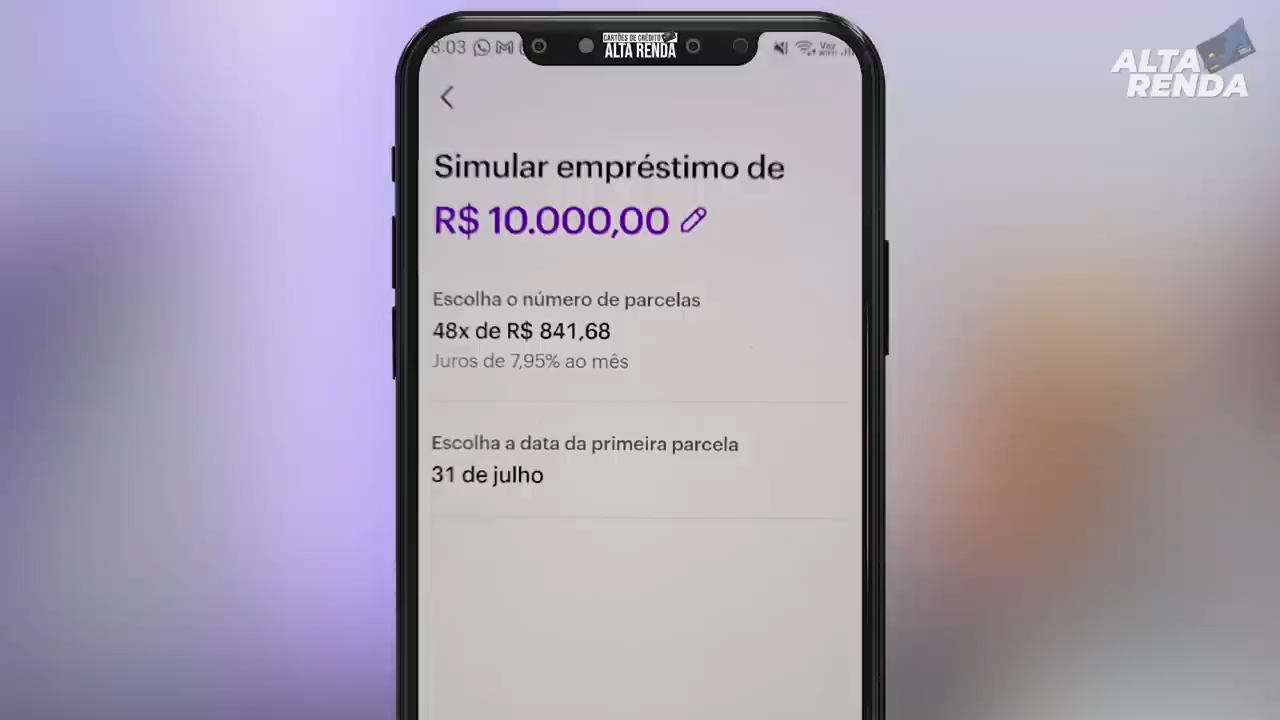 8:03
CARTÕES DE CRÉDITO
ALTA RENDA
Voz
ALTA
RENDA
Simular empréstimo de
R$ 10.000,00
Escolha o número de parcelas
48x de R$ 841,68
Juros de 7,95% ao mês
Escolha a data da primeira parcela
31 de julho